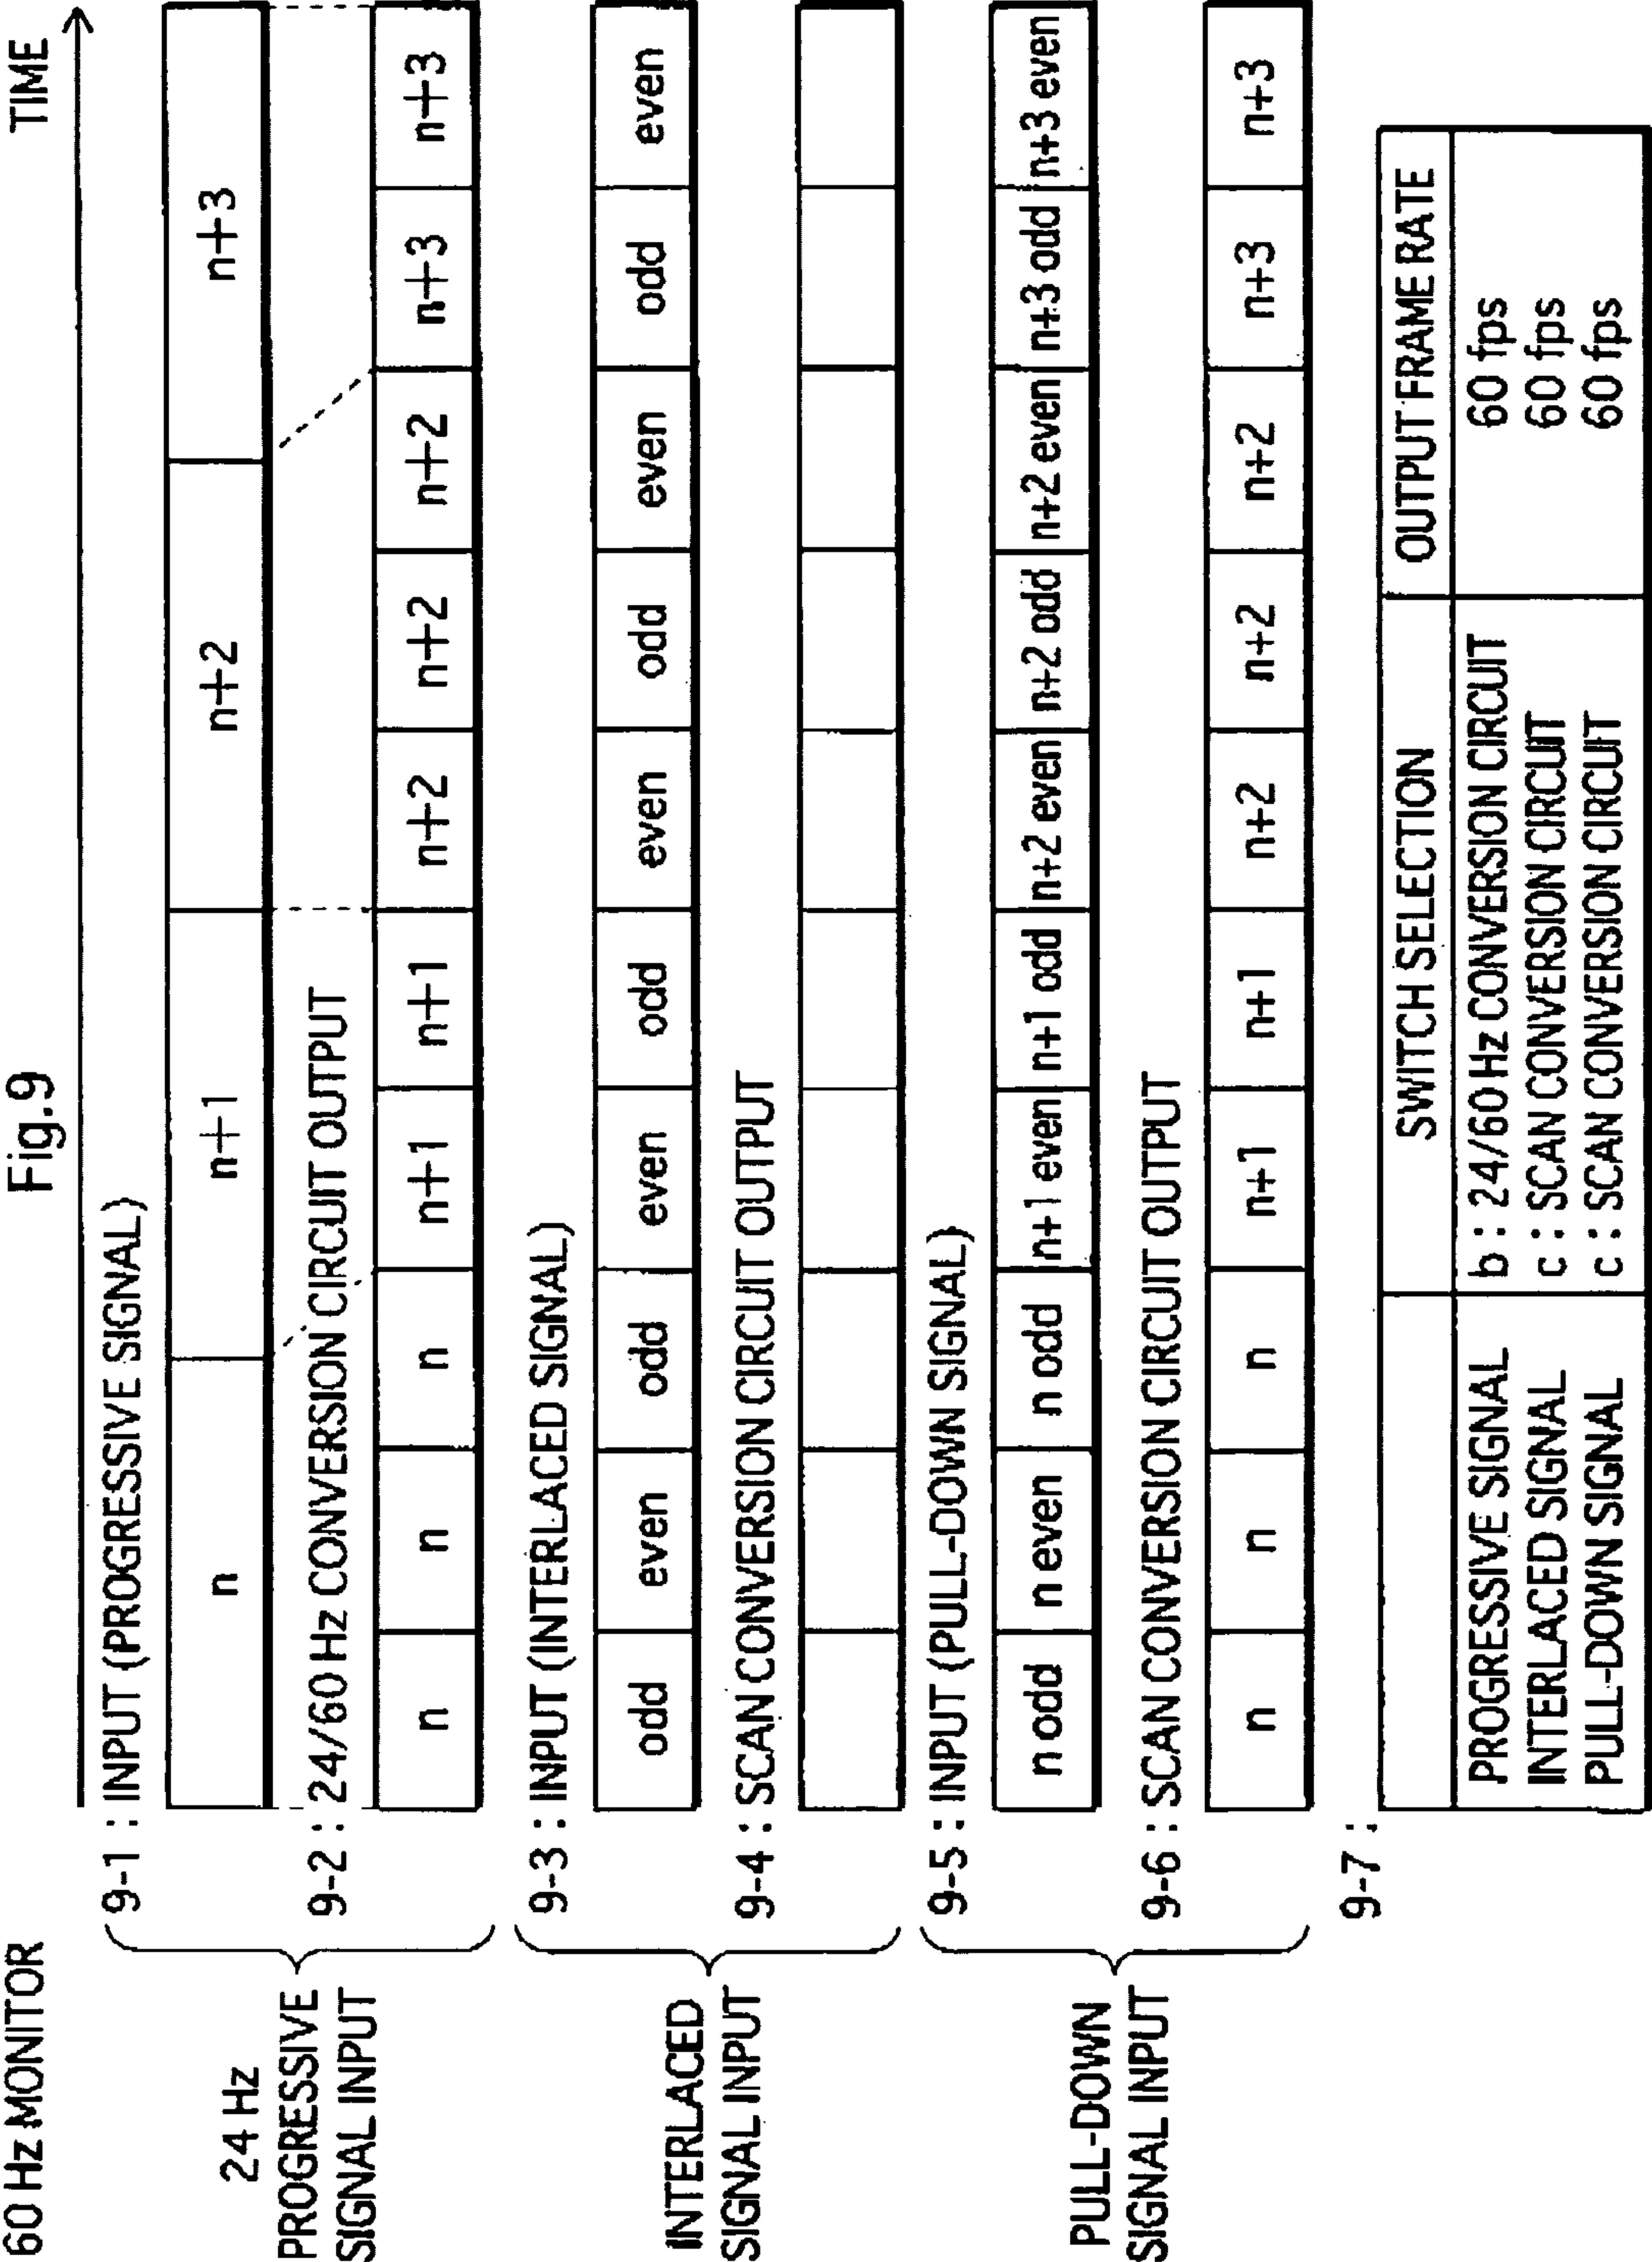 Fig.9
60 Hz MONITOR
TIME
24 Hz
PROGRESSIVE
SIGNAL INPUT
9-1 : INPUT (PROGRESSIVE SIGNAL)
n n+1 n+2 n+3
9-2 : 24/60 Hz CONVERSION CIRCUIT OUTPUT
n n n n+1 n+1 n+2 n+2 n+2 n+3 n+3
INTERLACED
SIGNAL INPUT
9-3 : INPUT (INTERLACED SIGNAL)
odd even odd even odd even odd even odd even
9-4 : SCAN CONVERSION CIRCUIT OUTPUT
PULL-DOWN
SIGNAL INPUT
9-5 : INPUT (PULL-DOWN SIGNAL)
n odd n even n odd n+1 even n+1 odd n+2 even n+2 odd n+2 even n+3 odd n+3 even
9-6 : SCAN CONVERSION CIRCUIT OUTPUT
n n n n+1 n+1 n+2 n+2 n+2 n+3 n+3
9-7 :
SWITCH SELECTION OUTPUT FRAME RATE
PROGRESSIVE SIGNAL b : 24/60 Hz CONVERSION CIRCUIT 60 fps
INTERLACED SIGNAL c : SCAN CONVERSION CIRCUIT 60 fps
PULL-DOWN SIGNAL c : SCAN CONVERSION CIRCUIT 60 fps